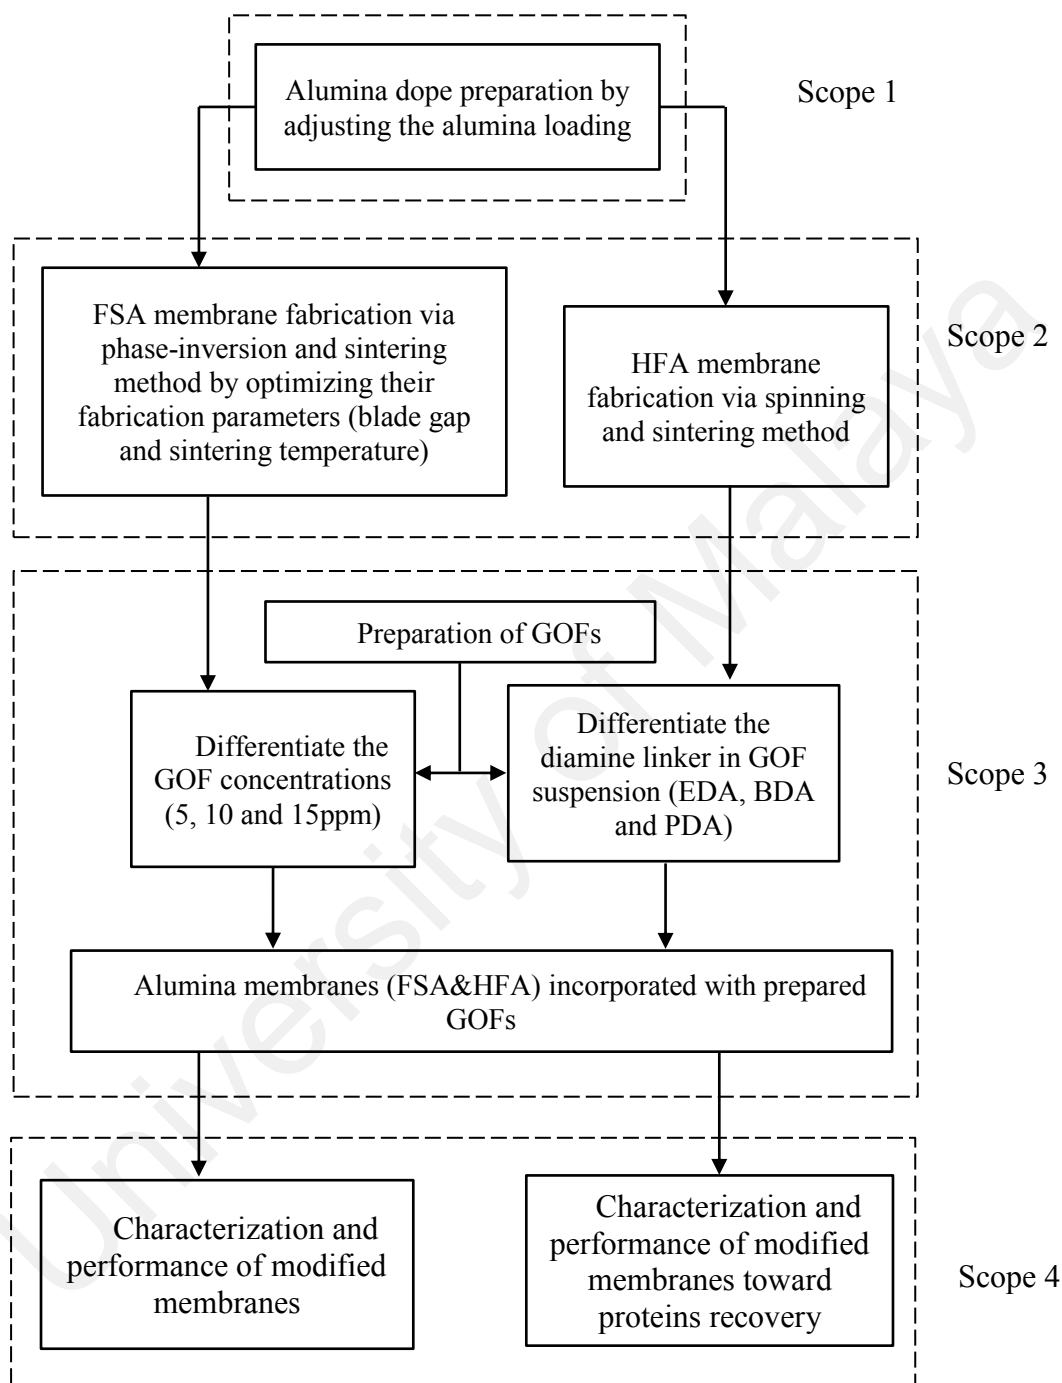 Alumina dope preparation by
adjusting the alumina loading
Scope 1
FSA membrane fabrication via
phase-inversion and sintering
method by optimizing their
fabrication parameters (blade gap
and sintering temperature)
HFA membrane
fabrication via spinning
and sintering method
Scope 2
Preparation of GOFs
Differentiate the
GOF concentrations
(5, 10 and 15ppm)
Differentiate the
diamine linker in GOF
suspension (EDA, BDA
and PDA)
Scope 3
Alumina membranes (FSA&HFA) incorporated with prepared
GOFs
Characterization and
performance of modified
membranes
Characterization and
performance of modified
membranes toward
proteins recovery
Scope 4
University of Malaya